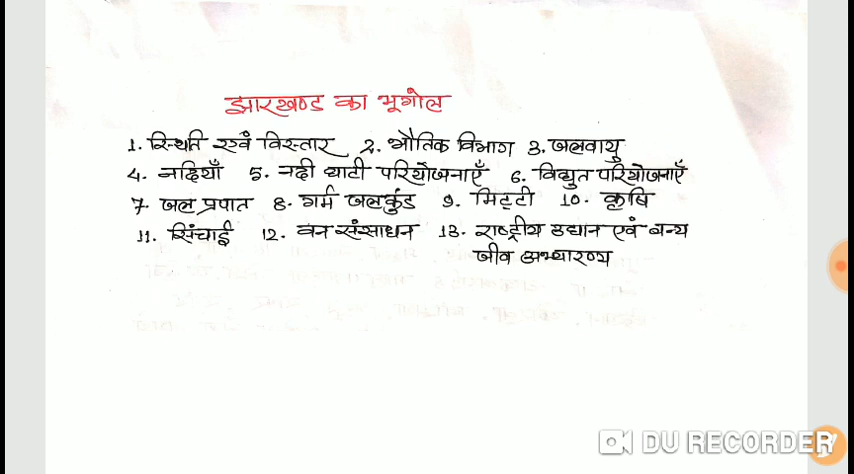 झारखण्ड का भूगोल
1. स्थिति एवं विस्तार 2. भौतिक विभाग 3. जलवायु
4. नदियाँ 5. नदी घाटी परियोजनाएँ 6. विद्युत परियोजनाएँ
7. जल प्रपात 8. गर्म जलकुंड 9. मिट्टी 10. कृषि
11. सिंचाई 12. वन संसाधन 13. राष्ट्रीय उद्यान एवं वन्य
जीव अभ्यारण्य
DU RECORDER